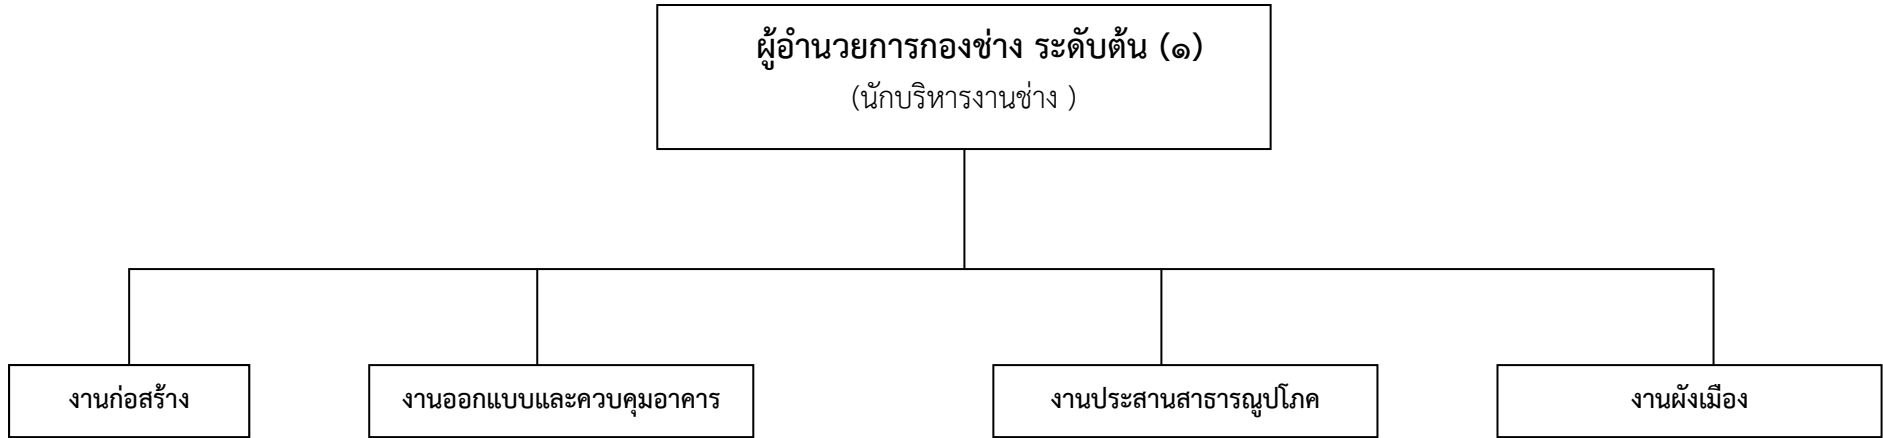 ผู้อำนวยการกองช่าง ระดับต้น (๑)
(นักบริหารงานช่าง )
งานก่อสร้าง
งานออกแบบและควบคุมอาคาร
งานประสานสาธารณูปโภค
งานผังเมือง